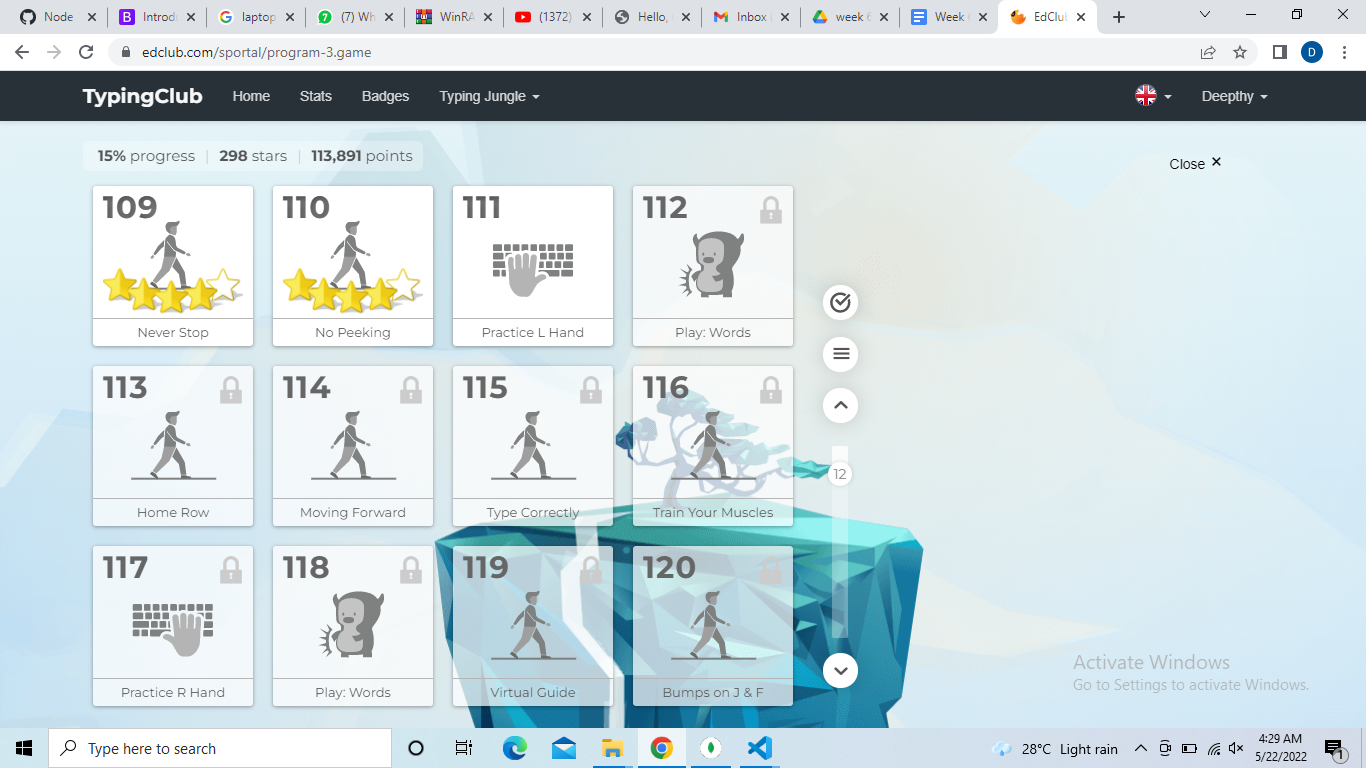 Node
Introdu
laptop
7
(7) Wh
WinRA
(1372)
Hello,
Inbox
week 6
Week
EdClub
edclub.com/sportal/program-3.game
D
TypingClub Home Stats Badges Typing Jungle Deepthy
15% progress | 298 stars | 113,891 points
Close ✕
109 110 111 112
Never Stop No Peeking Practice L Hand Play: Words
113 114 115 116
12
Home Row Moving Forward Type Correctly Train Your Muscles
117 118 119 120
Practice R Hand Play: Words Virtual Guide Bumps on J & F
Activate Windows
Go to Settings to activate Windows.
Type here to search
28°C Light rain
4:29 AM
5/22/2022
1